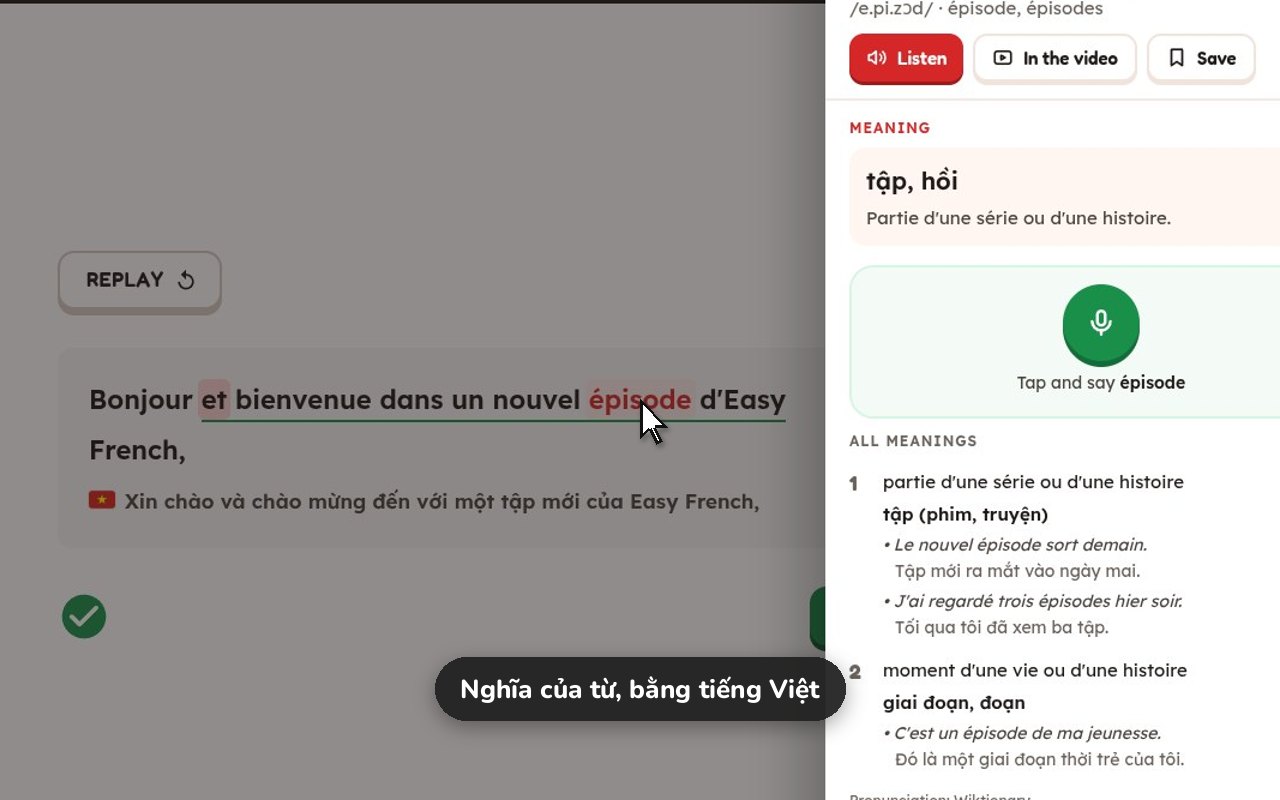 /e.pi.zɔd/ · épisode, épisodes
Listen
In the video
Save
MEANING
tập, hồi
Partie d'une série ou d'une histoire.
REPLAY
Tap and say épisode
Bonjour et bienvenue dans un nouvel épisode d'Easy
French,
Xin chào và chào mừng đến với một tập mới của Easy French,
ALL MEANINGS
1 partie d'une série ou d'une histoire
tập (phim, truyện)
• Le nouvel épisode sort demain.
Tập mới ra mắt vào ngày mai.
• J'ai regardé trois épisodes hier soir.
Tối qua tôi đã xem ba tập.
2 moment d'une vie ou d'une histoire
giai đoạn, đoạn
• C'est un épisode de ma jeunesse.
Đó là một giai đoạn thời trẻ của tôi.
Nghĩa của từ, bằng tiếng Việt
Pronunciation: Wiktionary